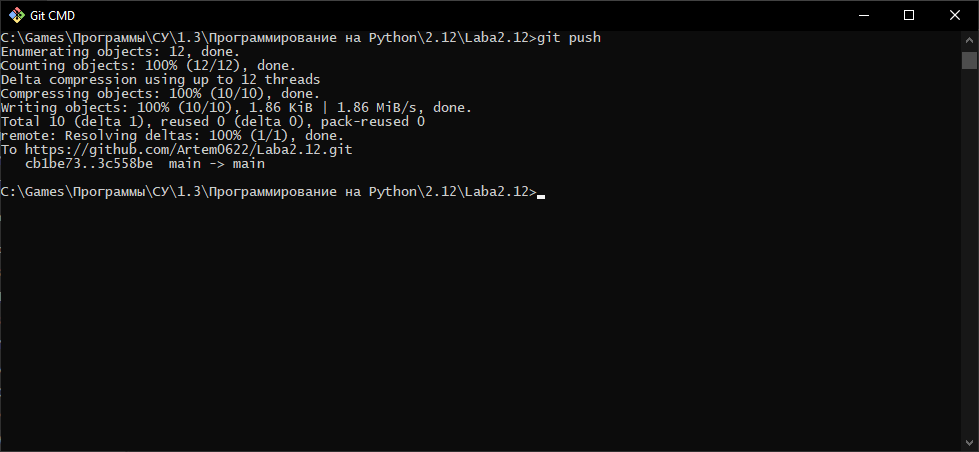 Git CMD
C:\Games\Программы\СУ\1.3\Программирование на Python\2.12\Laba2.12>git push
Enumerating objects: 12, done.
Counting objects: 100% (12/12), done.
Delta compression using up to 12 threads
Compressing objects: 100% (10/10), done.
Writing objects: 100% (10/10), 1.86 KiB | 1.86 MiB/s, done.
Total 10 (delta 1), reused 0 (delta 0), pack-reused 0
remote: Resolving deltas: 100% (1/1), done.
To https://github.com/Artem0622/Laba2.12.git
   cb1be73..3c558be  main -> main
C:\Games\Программы\СУ\1.3\Программирование на Python\2.12\Laba2.12>